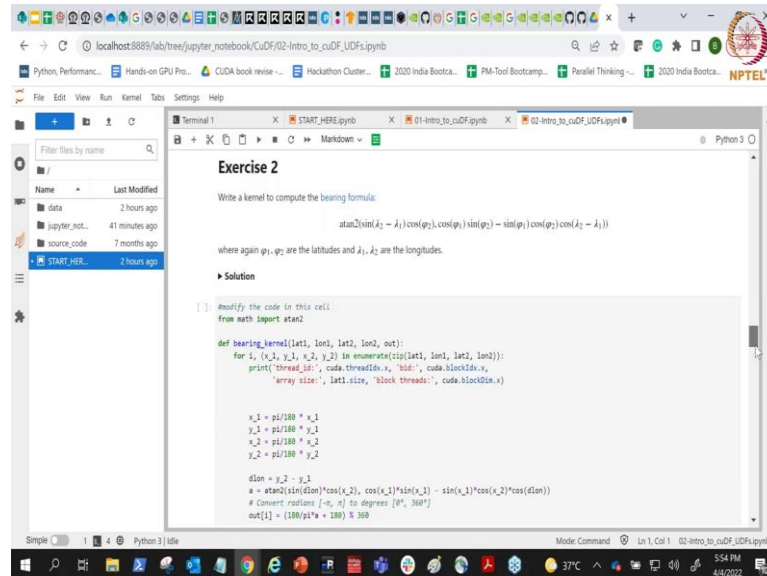 localhost:8889/lab/tree/jupyter_notebook/CuDF/02-Intro_to_cuDF_UDFs.ipynb
Python, Performanc...
Hands-on GPU Pro...
CUDA book revise -...
Hackathon Cluster...
2020 India Bootca...
PM-Tool Bootcamp...
Parallel Thinking -...
2020 India Bootca...
NPTEL
File Edit View Run Kernel Tabs Settings Help
Terminal 1
START_HERE.ipynb
01-Intro_to_cuDF.ipynb
02-Intro_to_cuDF_UDFs.ipynb
Markdown
Python 3
Filter files by name
/
Name Last Modified
data 2 hours ago
jupyter_not... 41 minutes ago
source_code 7 months ago
START_HER... 2 hours ago
Exercise 2
Write a kernel to compute the bearing formula:
atan2(sin(λ2 − λ1) cos(φ2), cos(φ1) sin(φ2) − sin(φ1) cos(φ2) cos(λ2 − λ1))
where again φ1, φ2 are the latitudes and λ1, λ2 are the longitudes.
Solution
[ ]: #modify the code in this cell
from math import atan2
def bearing_kernel(lat1, lon1, lat2, lon2, out):
for i, (x_1, y_1, x_2, y_2) in enumerate(zip(lat1, lon1, lat2, lon2)):
print('thread_id:', cuda.threadIdx.x, 'bid:', cuda.blockIdx.x,
'array size:', lat1.size, 'block threads:', cuda.blockDim.x)
x_1 = pi/180 * x_1
y_1 = pi/180 * y_1
x_2 = pi/180 * x_2
y_2 = pi/180 * y_2
dlon = y_2 - y_1
a = atan2(sin(dlon)*cos(x_2), cos(x_1)*sin(x_1) - sin(x_1)*cos(x_2)*cos(dlon))
# Convert radians [-π, π] to degrees [0°, 360°]
out[i] = (180/pi*a + 180) % 360
Simple 1 4 Python 3 | Idle
Mode: Command Ln 1, Col 1 02-Intro_to_cuDF_UDFs.ipyn
37°C
5:54 PM
4/4/2022